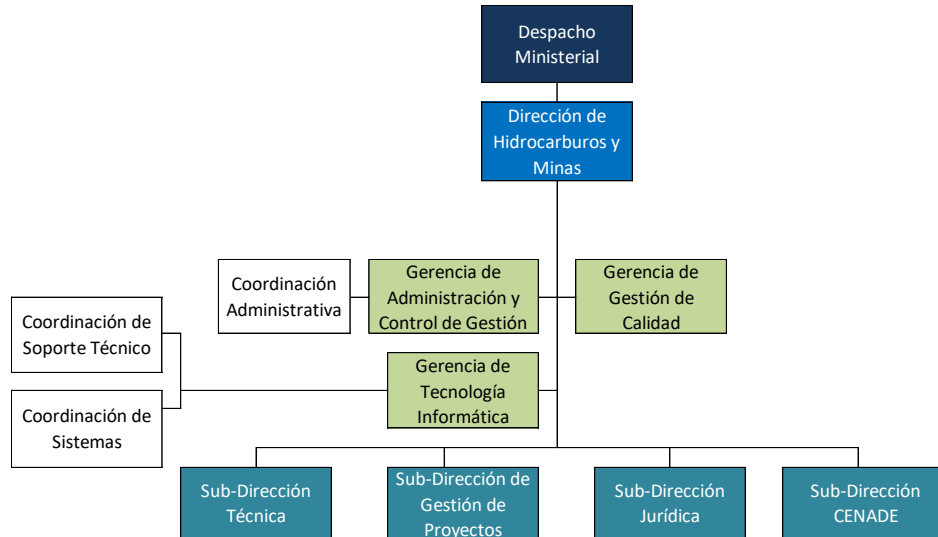 Despacho
Ministerial
Dirección de
Hidrocarburos y
Minas
Coordinación
Administrativa
Gerencia de
Administración y
Control de Gestión
Gerencia de
Gestión de
Calidad
Coordinación de
Soporte Técnico
Gerencia de
Tecnología
Informática
Coordinación de
Sistemas
Sub-Dirección
Técnica
Sub-Dirección de
Gestión de
Proyectos
Sub-Dirección
Jurídica
Sub-Dirección
CENADE